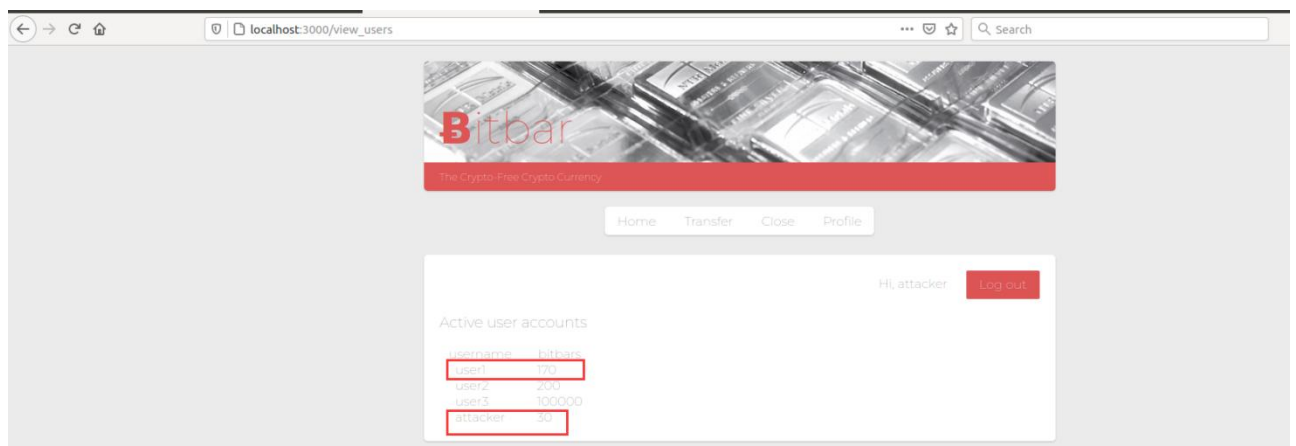 localhost:3000/view_users
Search
Bitbar
The Crypto-Free Crypto Currency
Home Transfer Close Profile
Hi, attacker Log out
Active user accounts
username bitbars
user1 170
user2 200
user3 100000
attacker 30